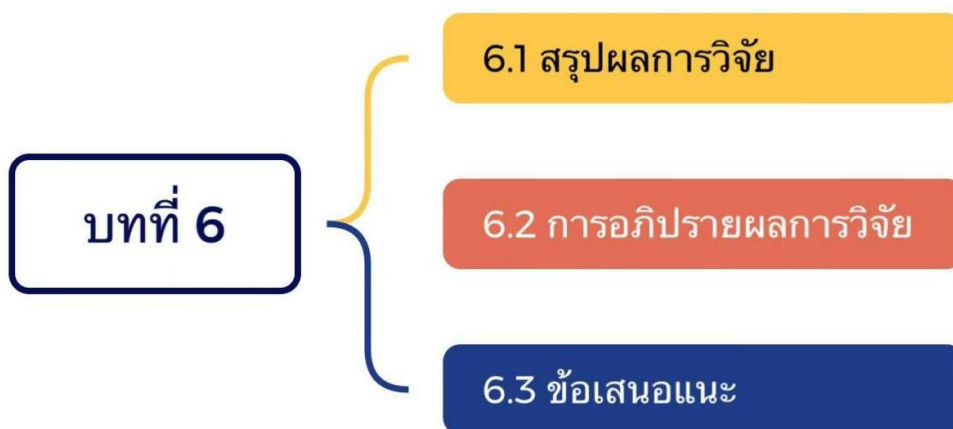 บทที่ 6
6.1 สรุปผลการวิจัย
6.2 การอภิปรายผลการวิจัย
6.3 ข้อเสนอแนะ